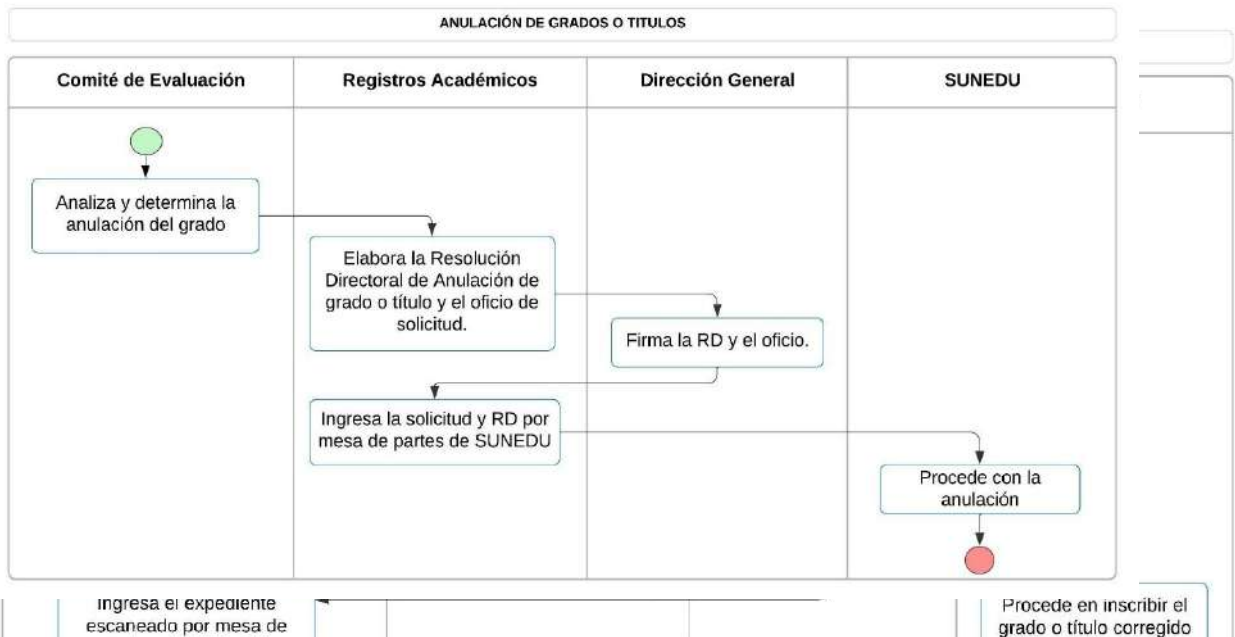 ANULACIÓN DE GRADOS O TITULOS
Comité de Evaluación
Registros Académicos
Dirección General
SUNEDU
Analiza y determina la
anulación del grado
Elabora la Resolución
Directoral de Anulación de
grado o título y el oficio de
solicitud.
Firma la RD y el oficio.
Ingresa la solicitud y RD por
mesa de partes de SUNEDU
Procede con la
anulación
Ingresa el expediente
escaneado por mesa de
Procede en inscribir el
grado o título corregido